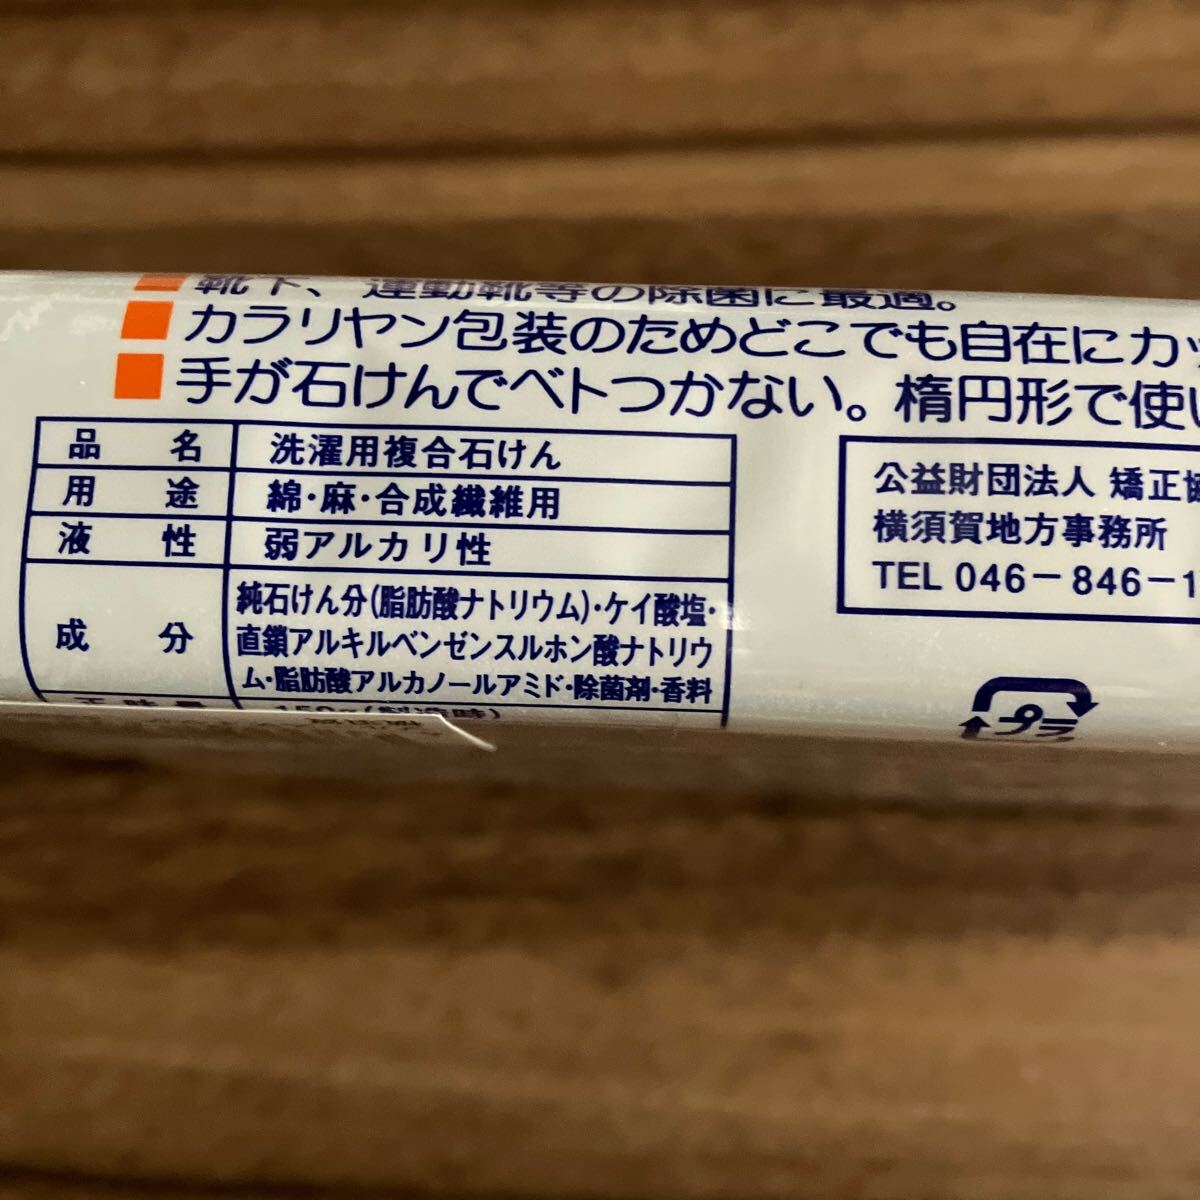 靴下、運動靴等の除菌に最適。
カラリヤン包装のためどこでも自在にカッ
手が石けんでベトつかない。楕円形で使い
品名 洗濯用複合石けん
用途 綿・麻・合成繊維用
液性 弱アルカリ性
成分 純石けん分(脂肪酸ナトリウム)・ケイ酸塩・
直鎖アルキルベンゼンスルホン酸ナトリウ
ム・脂肪酸アルカノールアミド・除菌剤・香料
正味量 150g(製造時)
公益財団法人 矯正協
横須賀地方事務所
TEL 046-846-1
プラ